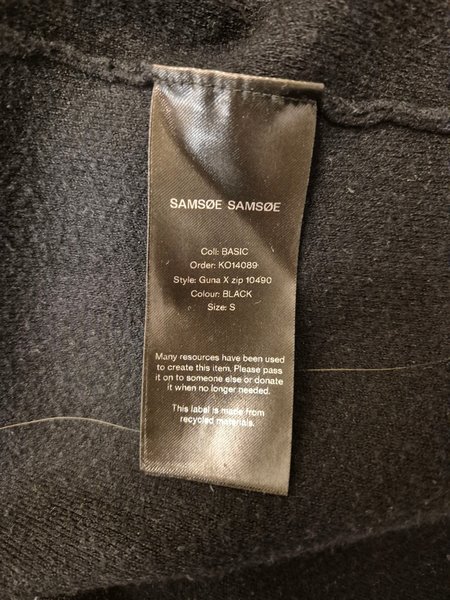 SAMSØE SAMSØE
Coll: BASIC
Order: KO14089
Style: Guna X zip 10490
Colour: BLACK
Size: S
Many resources have been used
to create this item. Please pass
it on to someone else or donate
it when no longer needed.
This label is made from
recycled materials.